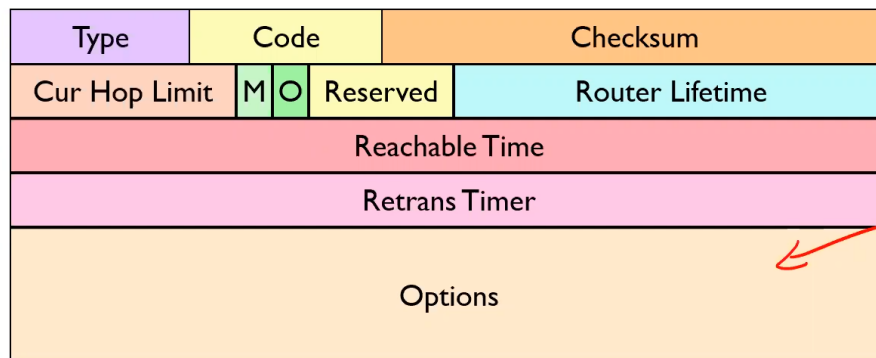 Type Code Checksum
Cur Hop Limit M O Reserved Router Lifetime
Reachable Time
Retrans Timer
Options